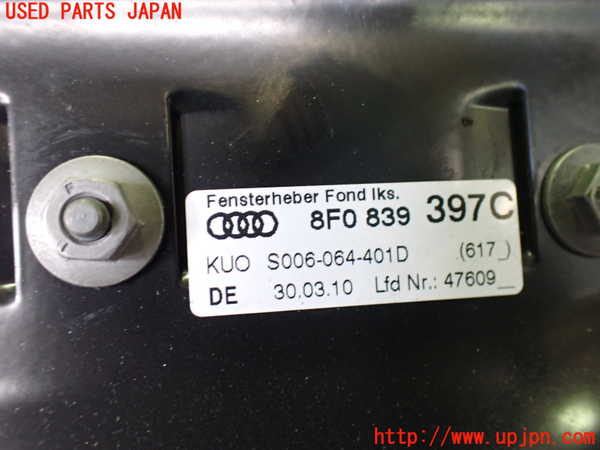 USED PARTS JAPAN
Fensterheber Fond lks.
8F0 839 397C
KUO S006-064-401D (617_)
DE 30.03.10 Lfd Nr.: 47609__
http://www.upjpn.com/